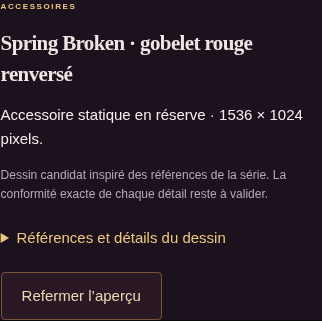 ACCESSOIRES
Spring Broken · gobelet rouge
renversé
Accessoire statique en réserve · 1536 × 1024
pixels.
Dessin candidat inspiré des références de la série. La
conformité exacte de chaque détail reste à valider.
Références et détails du dessin
Refermer l’aperçu